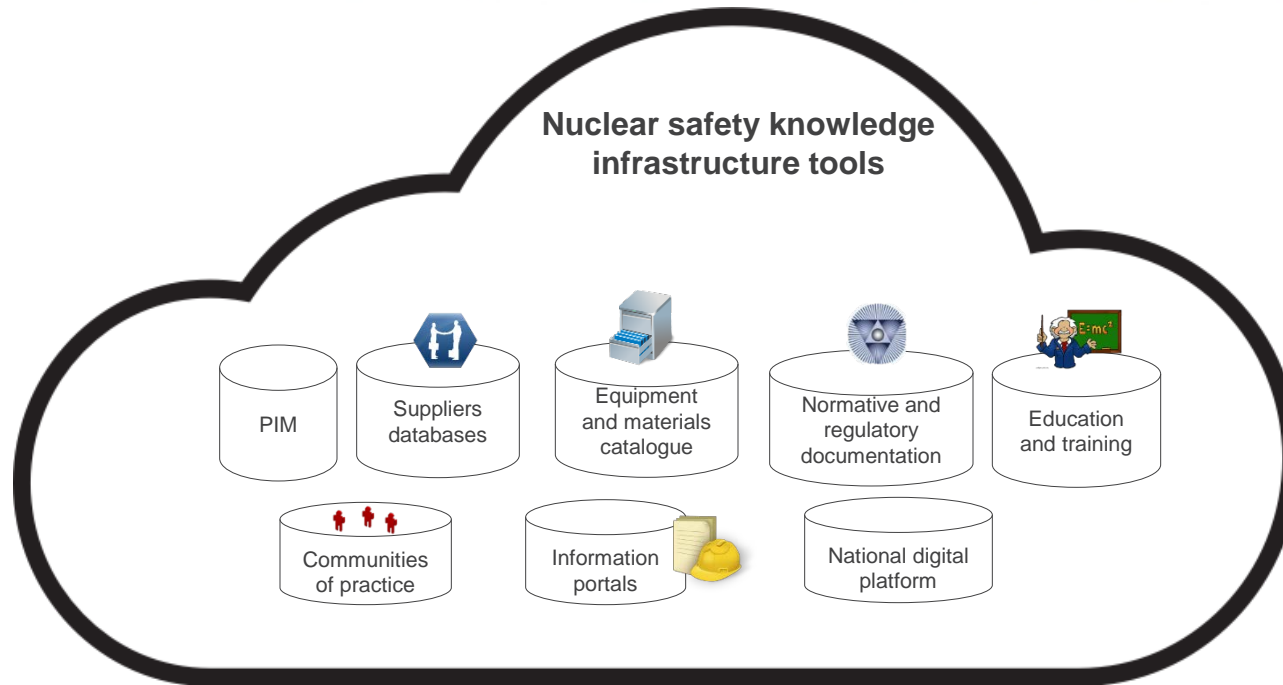 Nuclear safety knowledge
infrastructure tools
E=mc²
PIM
Suppliers
databases
Equipment
and materials
catalogue
Normative and
regulatory
documentation
Education
and training
Communities
of practice
Information
portals
National digital
platform